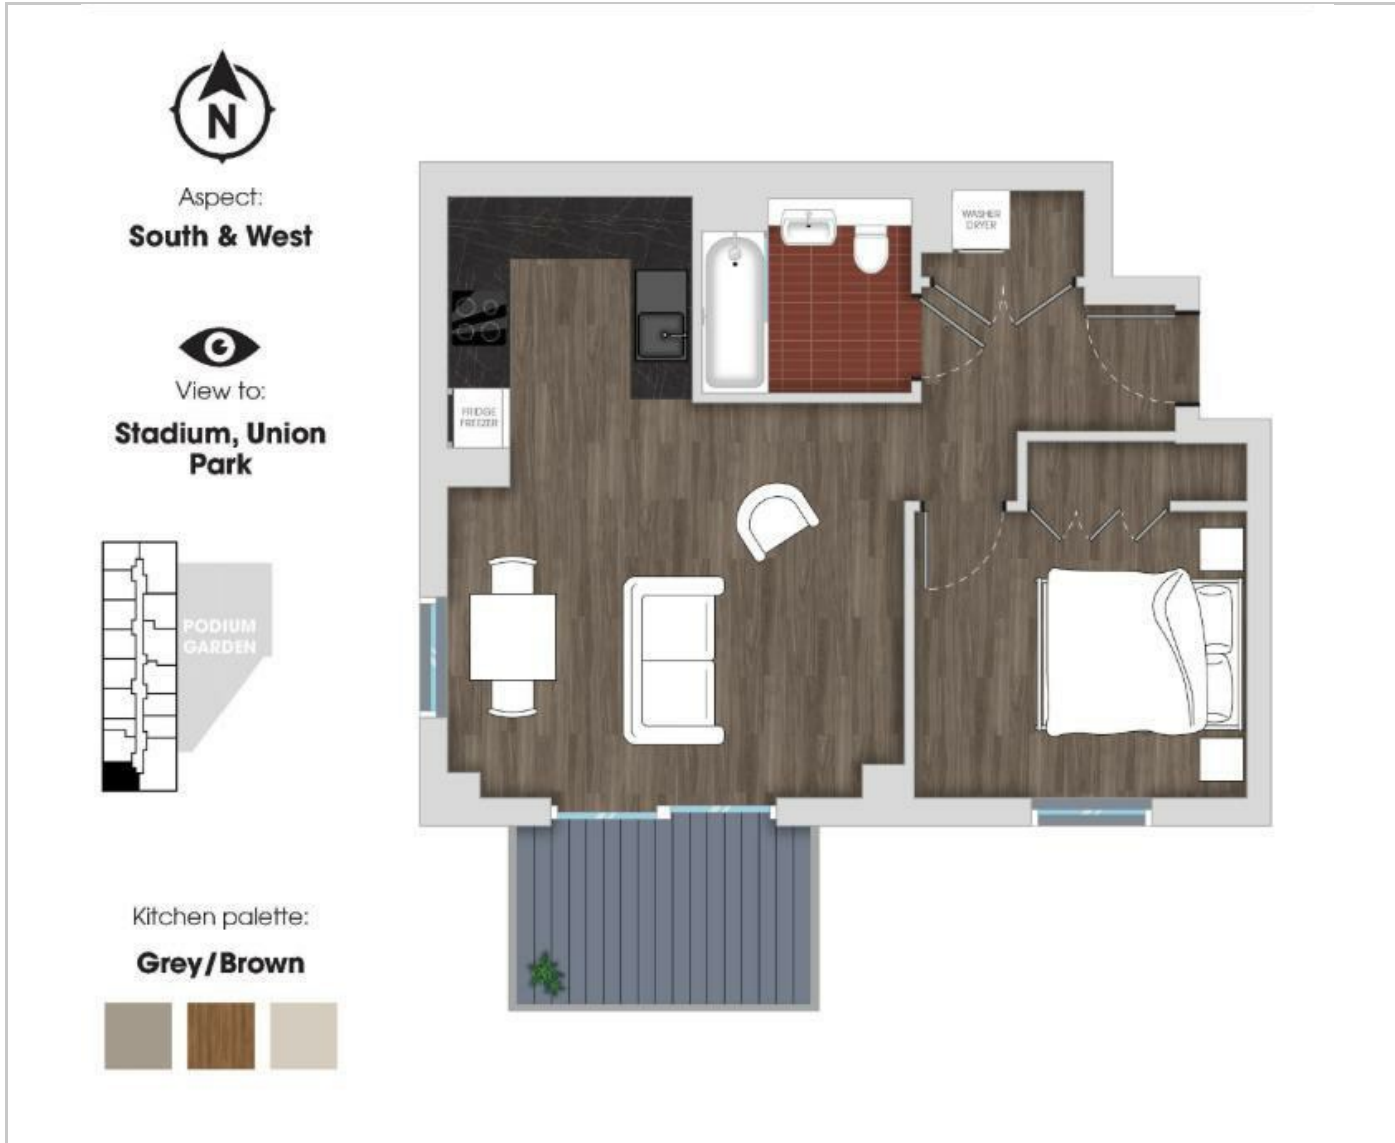 N
Aspect:
South & West
View to:
Stadium, Union
Park
PODIUM
GARDEN
Kitchen palette:
Grey/Brown
WASHER
DRYER
FRIDGE
FREEZER